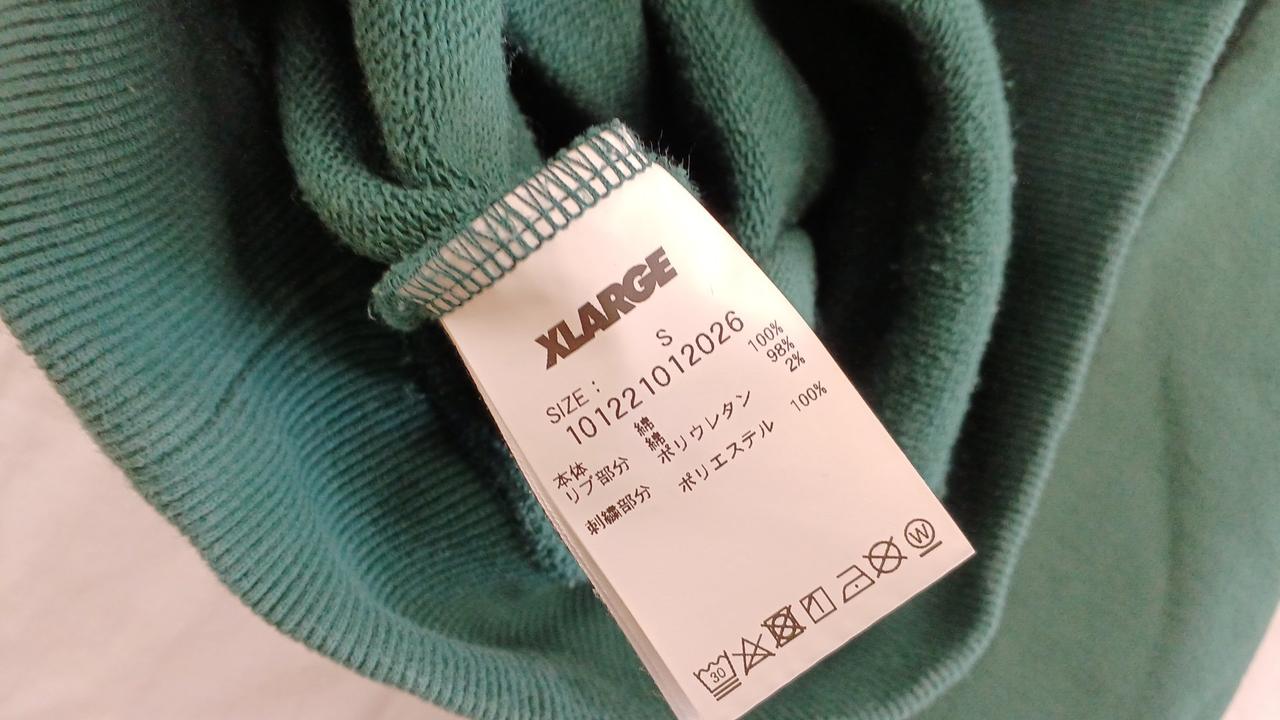 XLARGE
SIZE : S
101221012026
本体 綿 100%
リブ部分 綿 98%
ポリウレタン 2%
刺繍部分 ポリエステル 100%
30
W